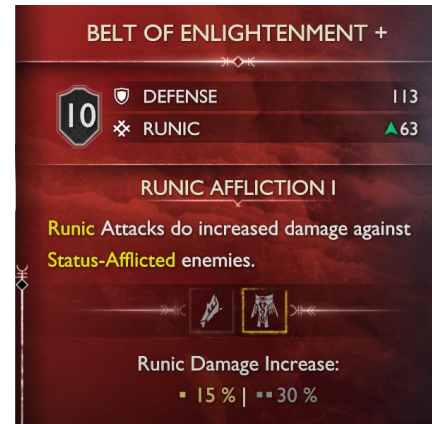 BELT OF ENLIGHTENMENT +
10
DEFENSE 113
RUNIC 63
RUNIC AFFLICTION I
Runic Attacks do increased damage against
Status-Afflicted enemies.
Runic Damage Increase:
▪ 15 % | ▪▪ 30 %